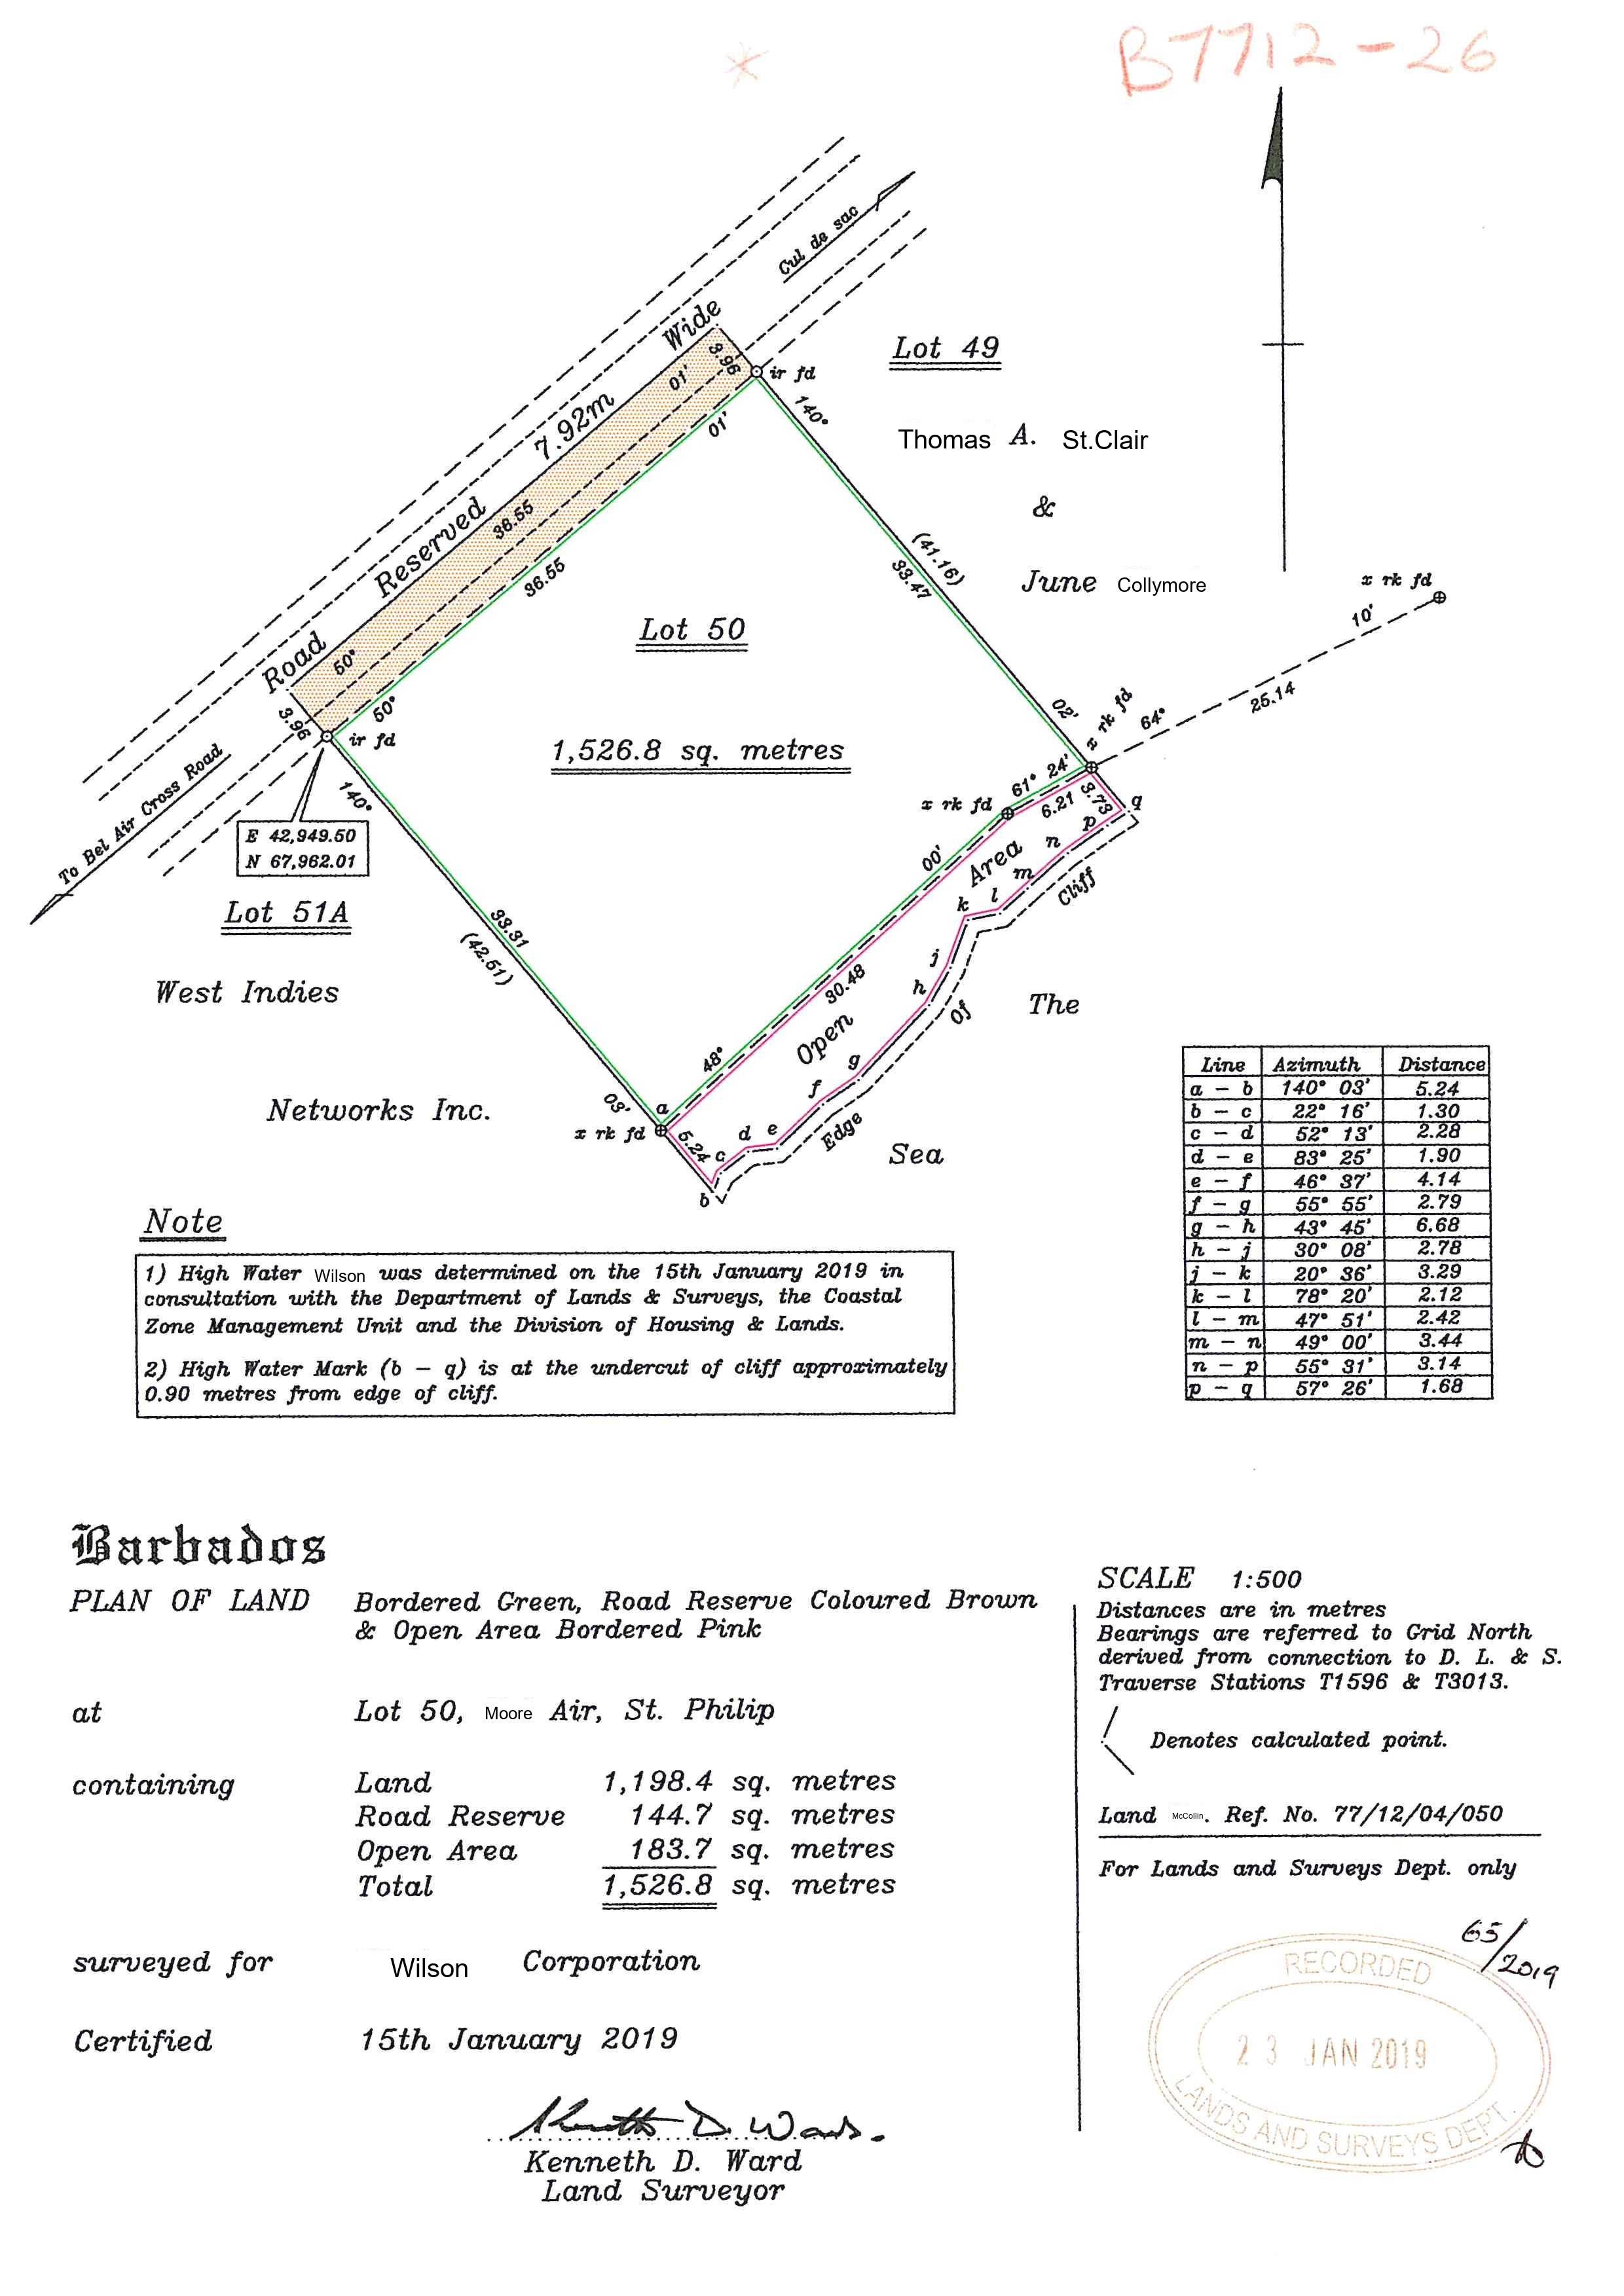 B7712-26
Cul de sac
Road Reserved 7.92m Wide
3.96
01'
36.55
50°
3.96
01'
36.55
50°
ir fd
ir fd
140°
(41.16)
33.47
02'
Lot 49
Thomas A. St.Clair
&
June Collymore
x rk fd
10'
25.14
64°
x rk fd
Lot 50
1,526.8 sq. metres
To Bel Air Cross Road
E 42,949.50
N 67,962.01
140°
33.31
(42.51)
03'
Lot 51A
West Indies
Networks Inc.
x rk fd
61° 24'
6.21
3.73
00'
30.48
48°
Open Area
a
5.24
b
c
d
e
f
g
h
j
k
l
m
n
p
q
x rk fd
Edge Of Cliff
The
Sea
Line Azimuth Distance
a - b 140° 03' 5.24
b - c 22° 16' 1.30
c - d 52° 13' 2.28
d - e 83° 25' 1.90
e - f 46° 37' 4.14
f - g 55° 55' 2.79
g - h 43° 45' 6.68
h - j 30° 08' 2.78
j - k 20° 36' 3.29
k - l 78° 20' 2.12
l - m 47° 51' 2.42
m - n 49° 00' 3.44
n - p 55° 31' 3.14
p - q 57° 26' 1.68
Note
1) High Water Wilson was determined on the 15th January 2019 in
consultation with the Department of Lands & Surveys, the Coastal
Zone Management Unit and the Division of Housing & Lands.
2) High Water Mark (b - q) is at the undercut of cliff approximately
0.90 metres from edge of cliff.
Barbados
PLAN OF LAND Bordered Green, Road Reserve Coloured Brown
& Open Area Bordered Pink
at Lot 50, Moore Air, St. Philip
containing Land 1,198.4 sq. metres
Road Reserve 144.7 sq. metres
Open Area 183.7 sq. metres
Total 1,526.8 sq. metres
surveyed for Wilson Corporation
Certified 15th January 2019
Kenneth D. Ward
Kenneth D. Ward
Land Surveyor
SCALE 1:500
Distances are in metres
Bearings are referred to Grid North
derived from connection to D. L. & S.
Traverse Stations T1596 & T3013.
Denotes calculated point.
Land McCollin. Ref. No. 77/12/04/050
For Lands and Surveys Dept. only
65/2019
RECORDED
23 JAN 2019
LANDS AND SURVEYS DEPT.